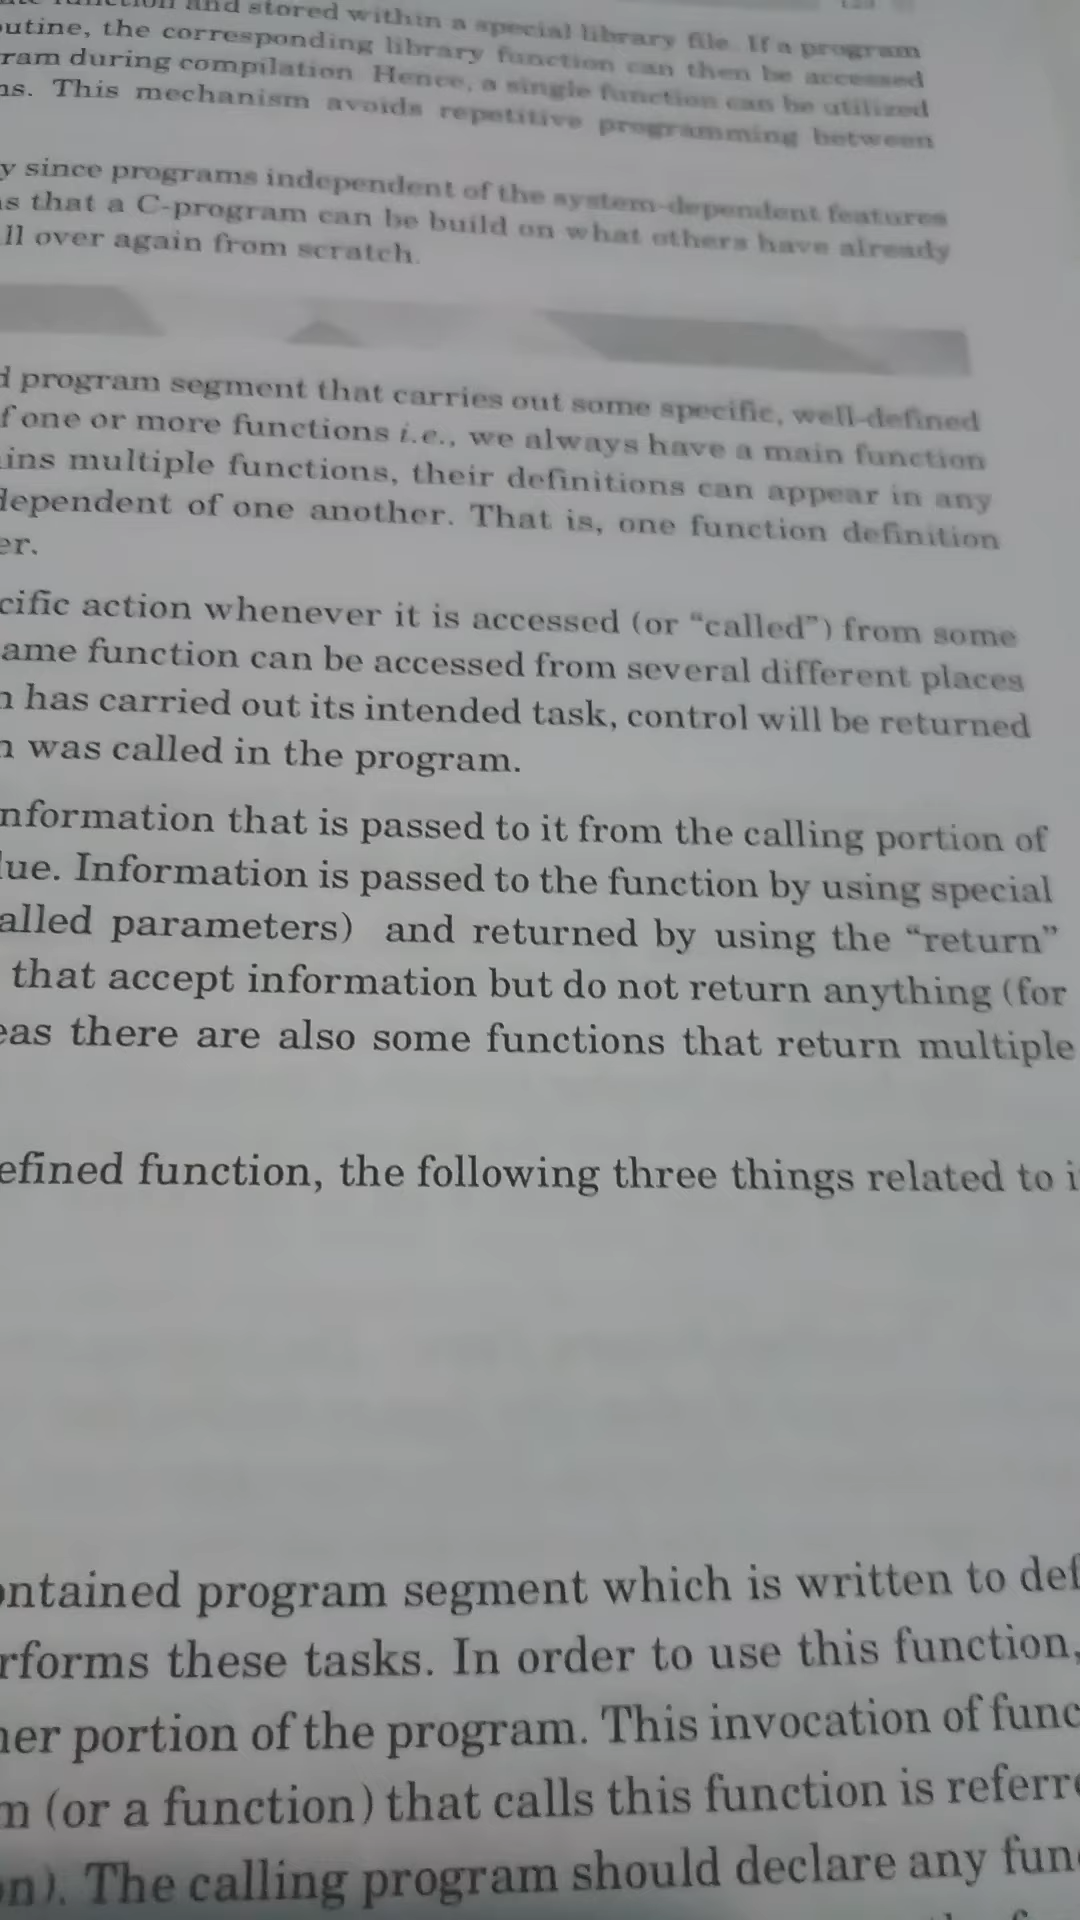 and stored within a special library file. If a program
outine, the corresponding library function can then be accessed
ram during compilation. Hence, a single function can be utilized
ns. This mechanism avoids repetitive programming between
y since programs independent of the system-dependent features
as that a C-program can be build on what others have already
ll over again from scratch.
d program segment that carries out some specific, well-defined
f one or more functions i.e., we always have a main function
ins multiple functions, their definitions can appear in any
dependent of one another. That is, one function definition
er.
cific action whenever it is accessed (or “called”) from some
ame function can be accessed from several different places
n has carried out its intended task, control will be returned
n was called in the program.
nformation that is passed to it from the calling portion of
lue. Information is passed to the function by using special
alled parameters) and returned by using the “return”
that accept information but do not return anything (for
eas there are also some functions that return multiple
efined function, the following three things related to i
ontained program segment which is written to def
rforms these tasks. In order to use this function,
her portion of the program. This invocation of func
m (or a function) that calls this function is referre
on). The calling program should declare any func